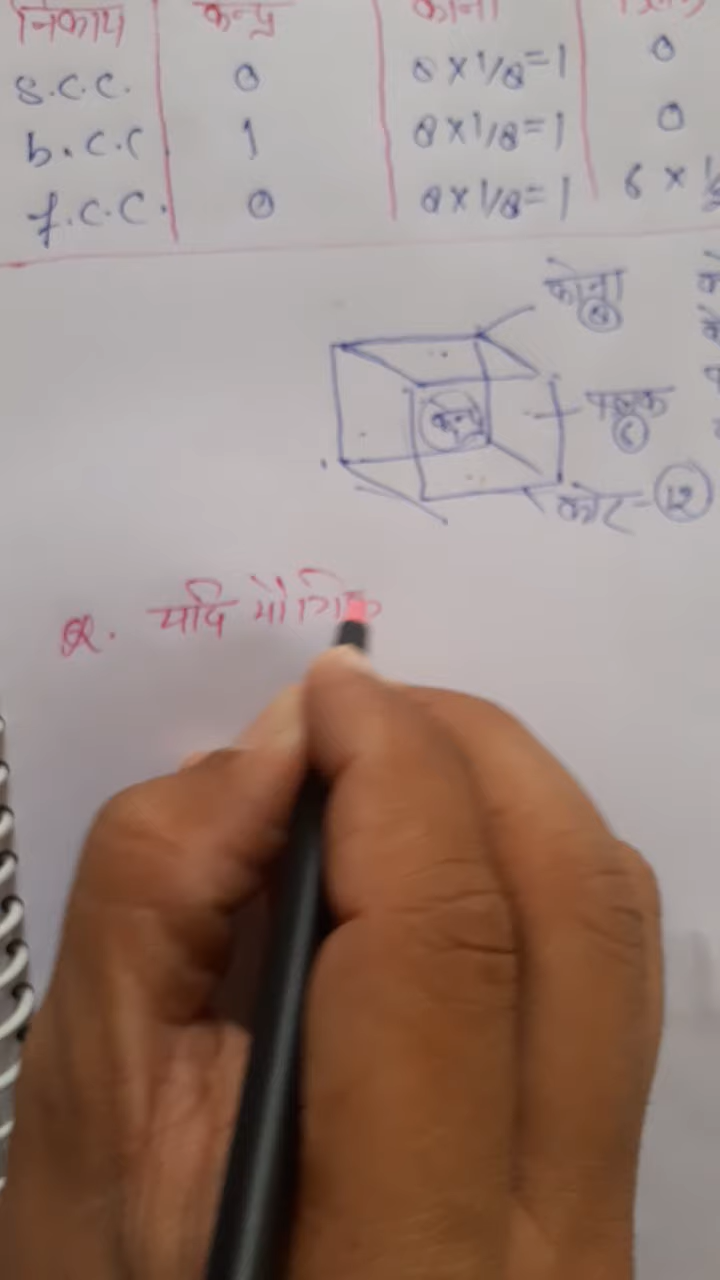 निकाय केन्द्र कोना
s.c.c. 0 8 × 1/8 = 1 0
b.c.c. 1 8 × 1/8 = 1 0
f.c.c. 0 8 × 1/8 = 1 6 ×
कोना
8
फलक
6
केन्द्र
कोर - 12
Q. यदि यौगिक